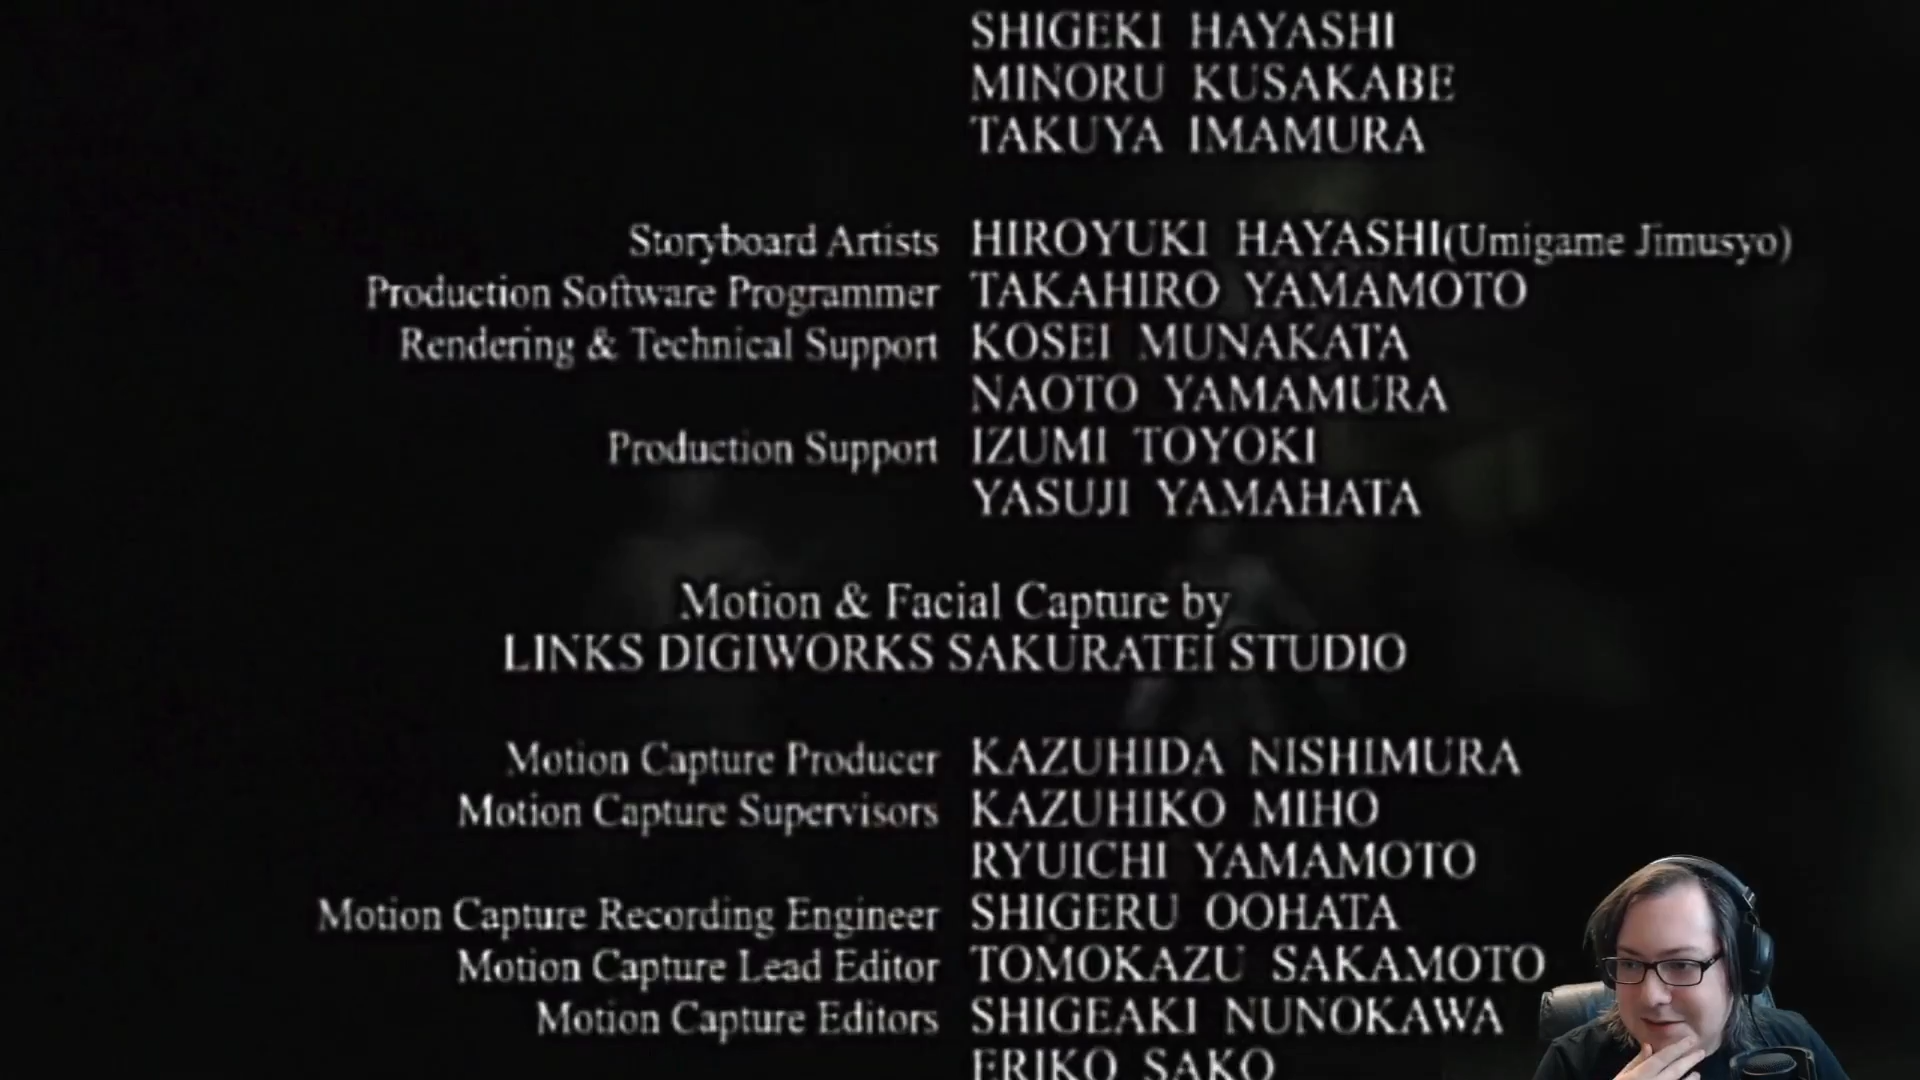 SHIGEKI HAYASHI
MINORU KUSAKABE
TAKUYA IMAMURA
Storyboard Artists HIROYUKI HAYASHI(Umigame Jimusyo)
Production Software Programmer TAKAHIRO YAMAMOTO
Rendering & Technical Support KOSEI MUNAKATA
NAOTO YAMAMURA
Production Support IZUMI TOYOKI
YASUJI YAMAHATA
Motion & Facial Capture by
LINKS DIGIWORKS SAKURATEI STUDIO
Motion Capture Producer KAZUHIDA NISHIMURA
Motion Capture Supervisors KAZUHIKO MIHO
RYUICHI YAMAMOTO
Motion Capture Recording Engineer SHIGERU OOHATA
Motion Capture Lead Editor TOMOKAZU SAKAMOTO
Motion Capture Editors SHIGEAKI NUNOKAWA
ERIKO SAKO